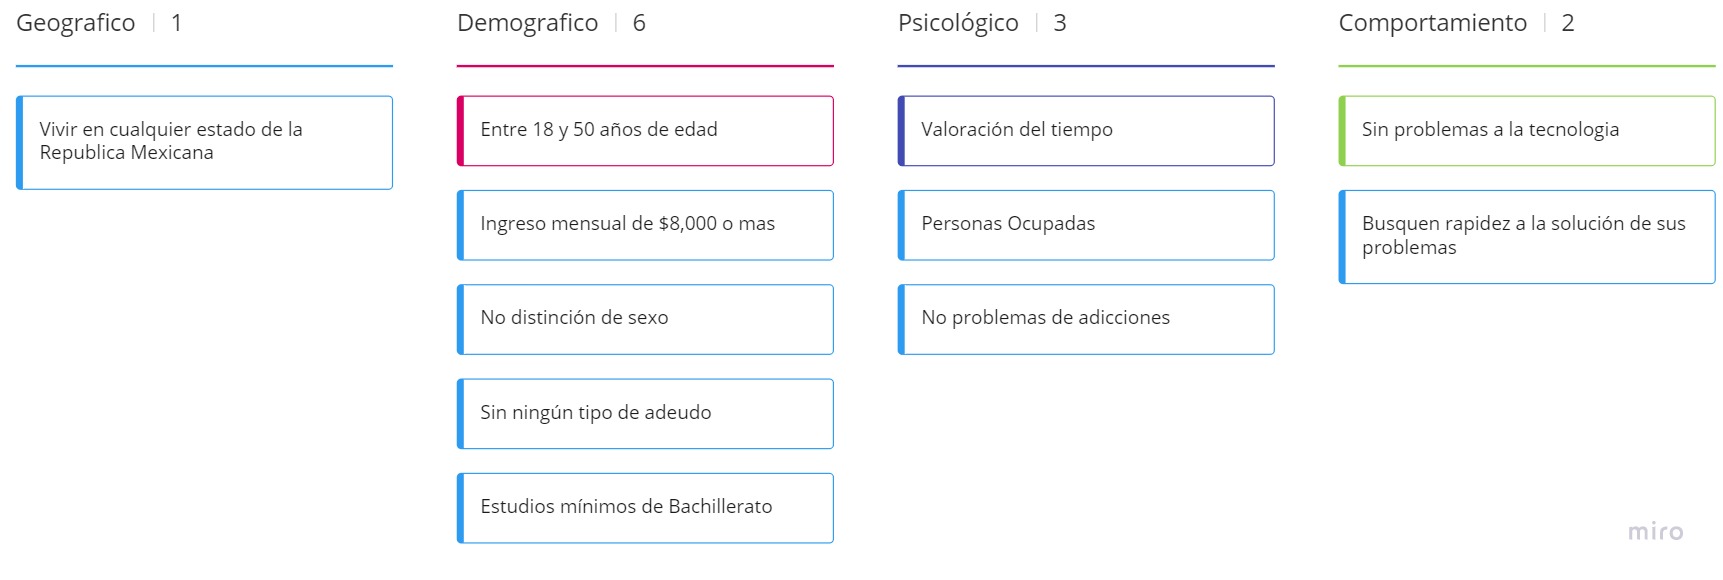 Geografico | 1
Vivir en cualquier estado de la
Republica Mexicana
Demografico | 6
Entre 18 y 50 años de edad
Ingreso mensual de $8,000 o mas
No distinción de sexo
Sin ningún tipo de adeudo
Estudios mínimos de Bachillerato
Psicológico | 3
Valoración del tiempo
Personas Ocupadas
No problemas de adicciones
Comportamiento | 2
Sin problemas a la tecnologia
Busquen rapidez a la solución de sus
problemas
miro